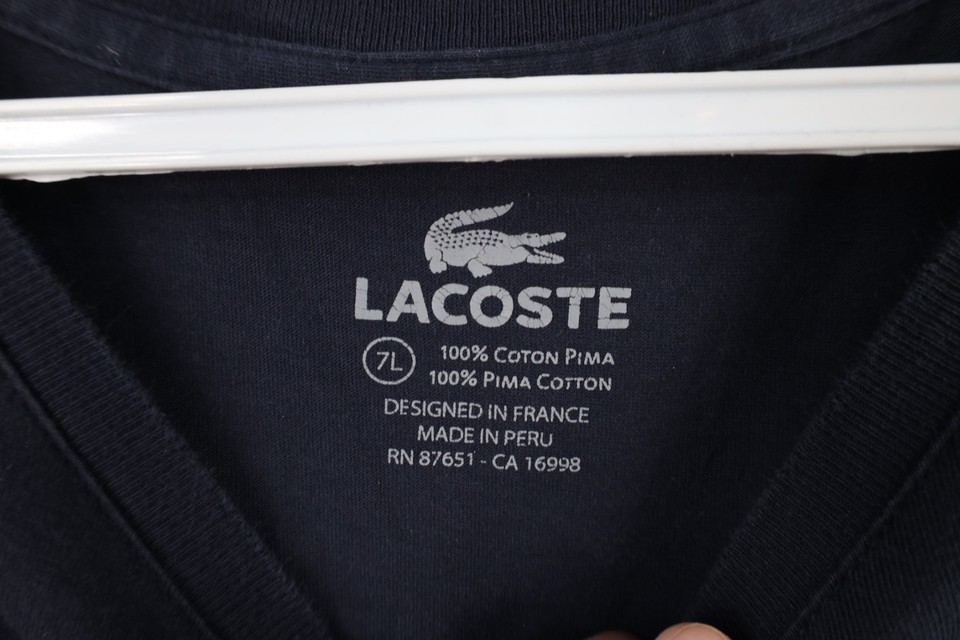 LACOSTE
7L
100% COTON PIMA
100% PIMA COTTON
DESIGNED IN FRANCE
MADE IN PERU
RN 87651 - CA 16998